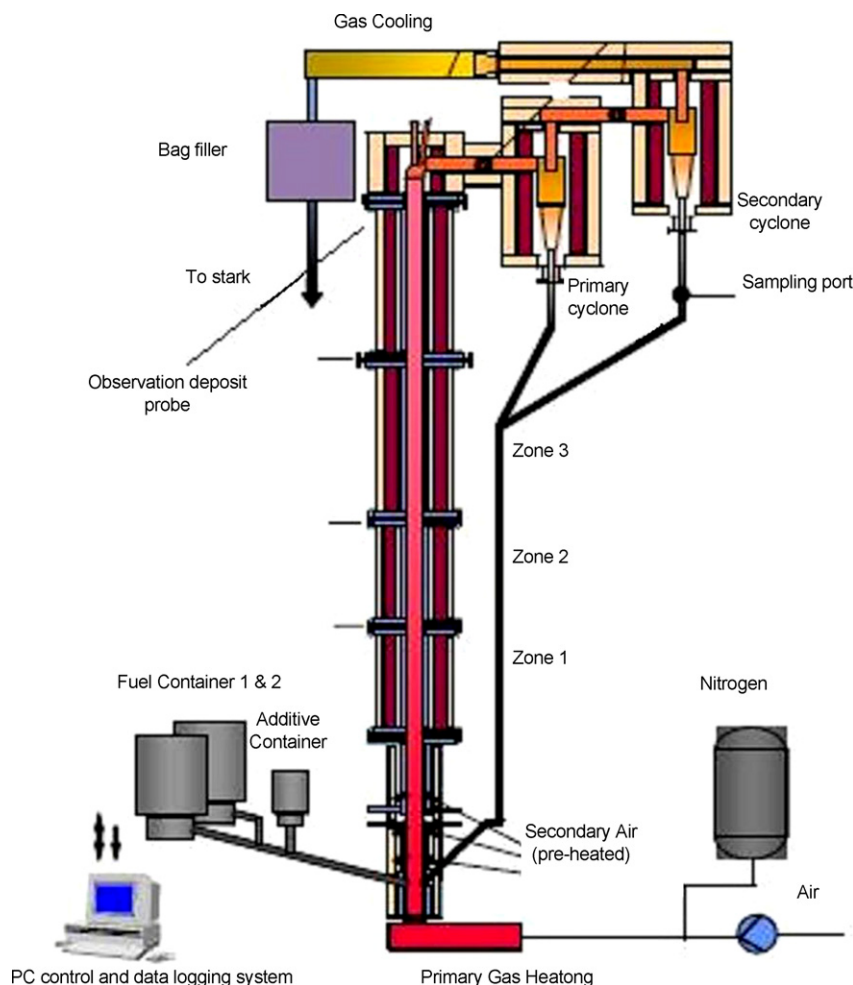 Gas Cooling
Bag filler
Secondary
cyclone
To stark
Primary
cyclone
Sampling port
Observation deposit
probe
Zone 3
Zone 2
Zone 1
Fuel Container 1 & 2
Additive
Container
Nitrogen
Secondary Air
(pre-heated)
Air
PC control and data logging system
Primary Gas Heatong